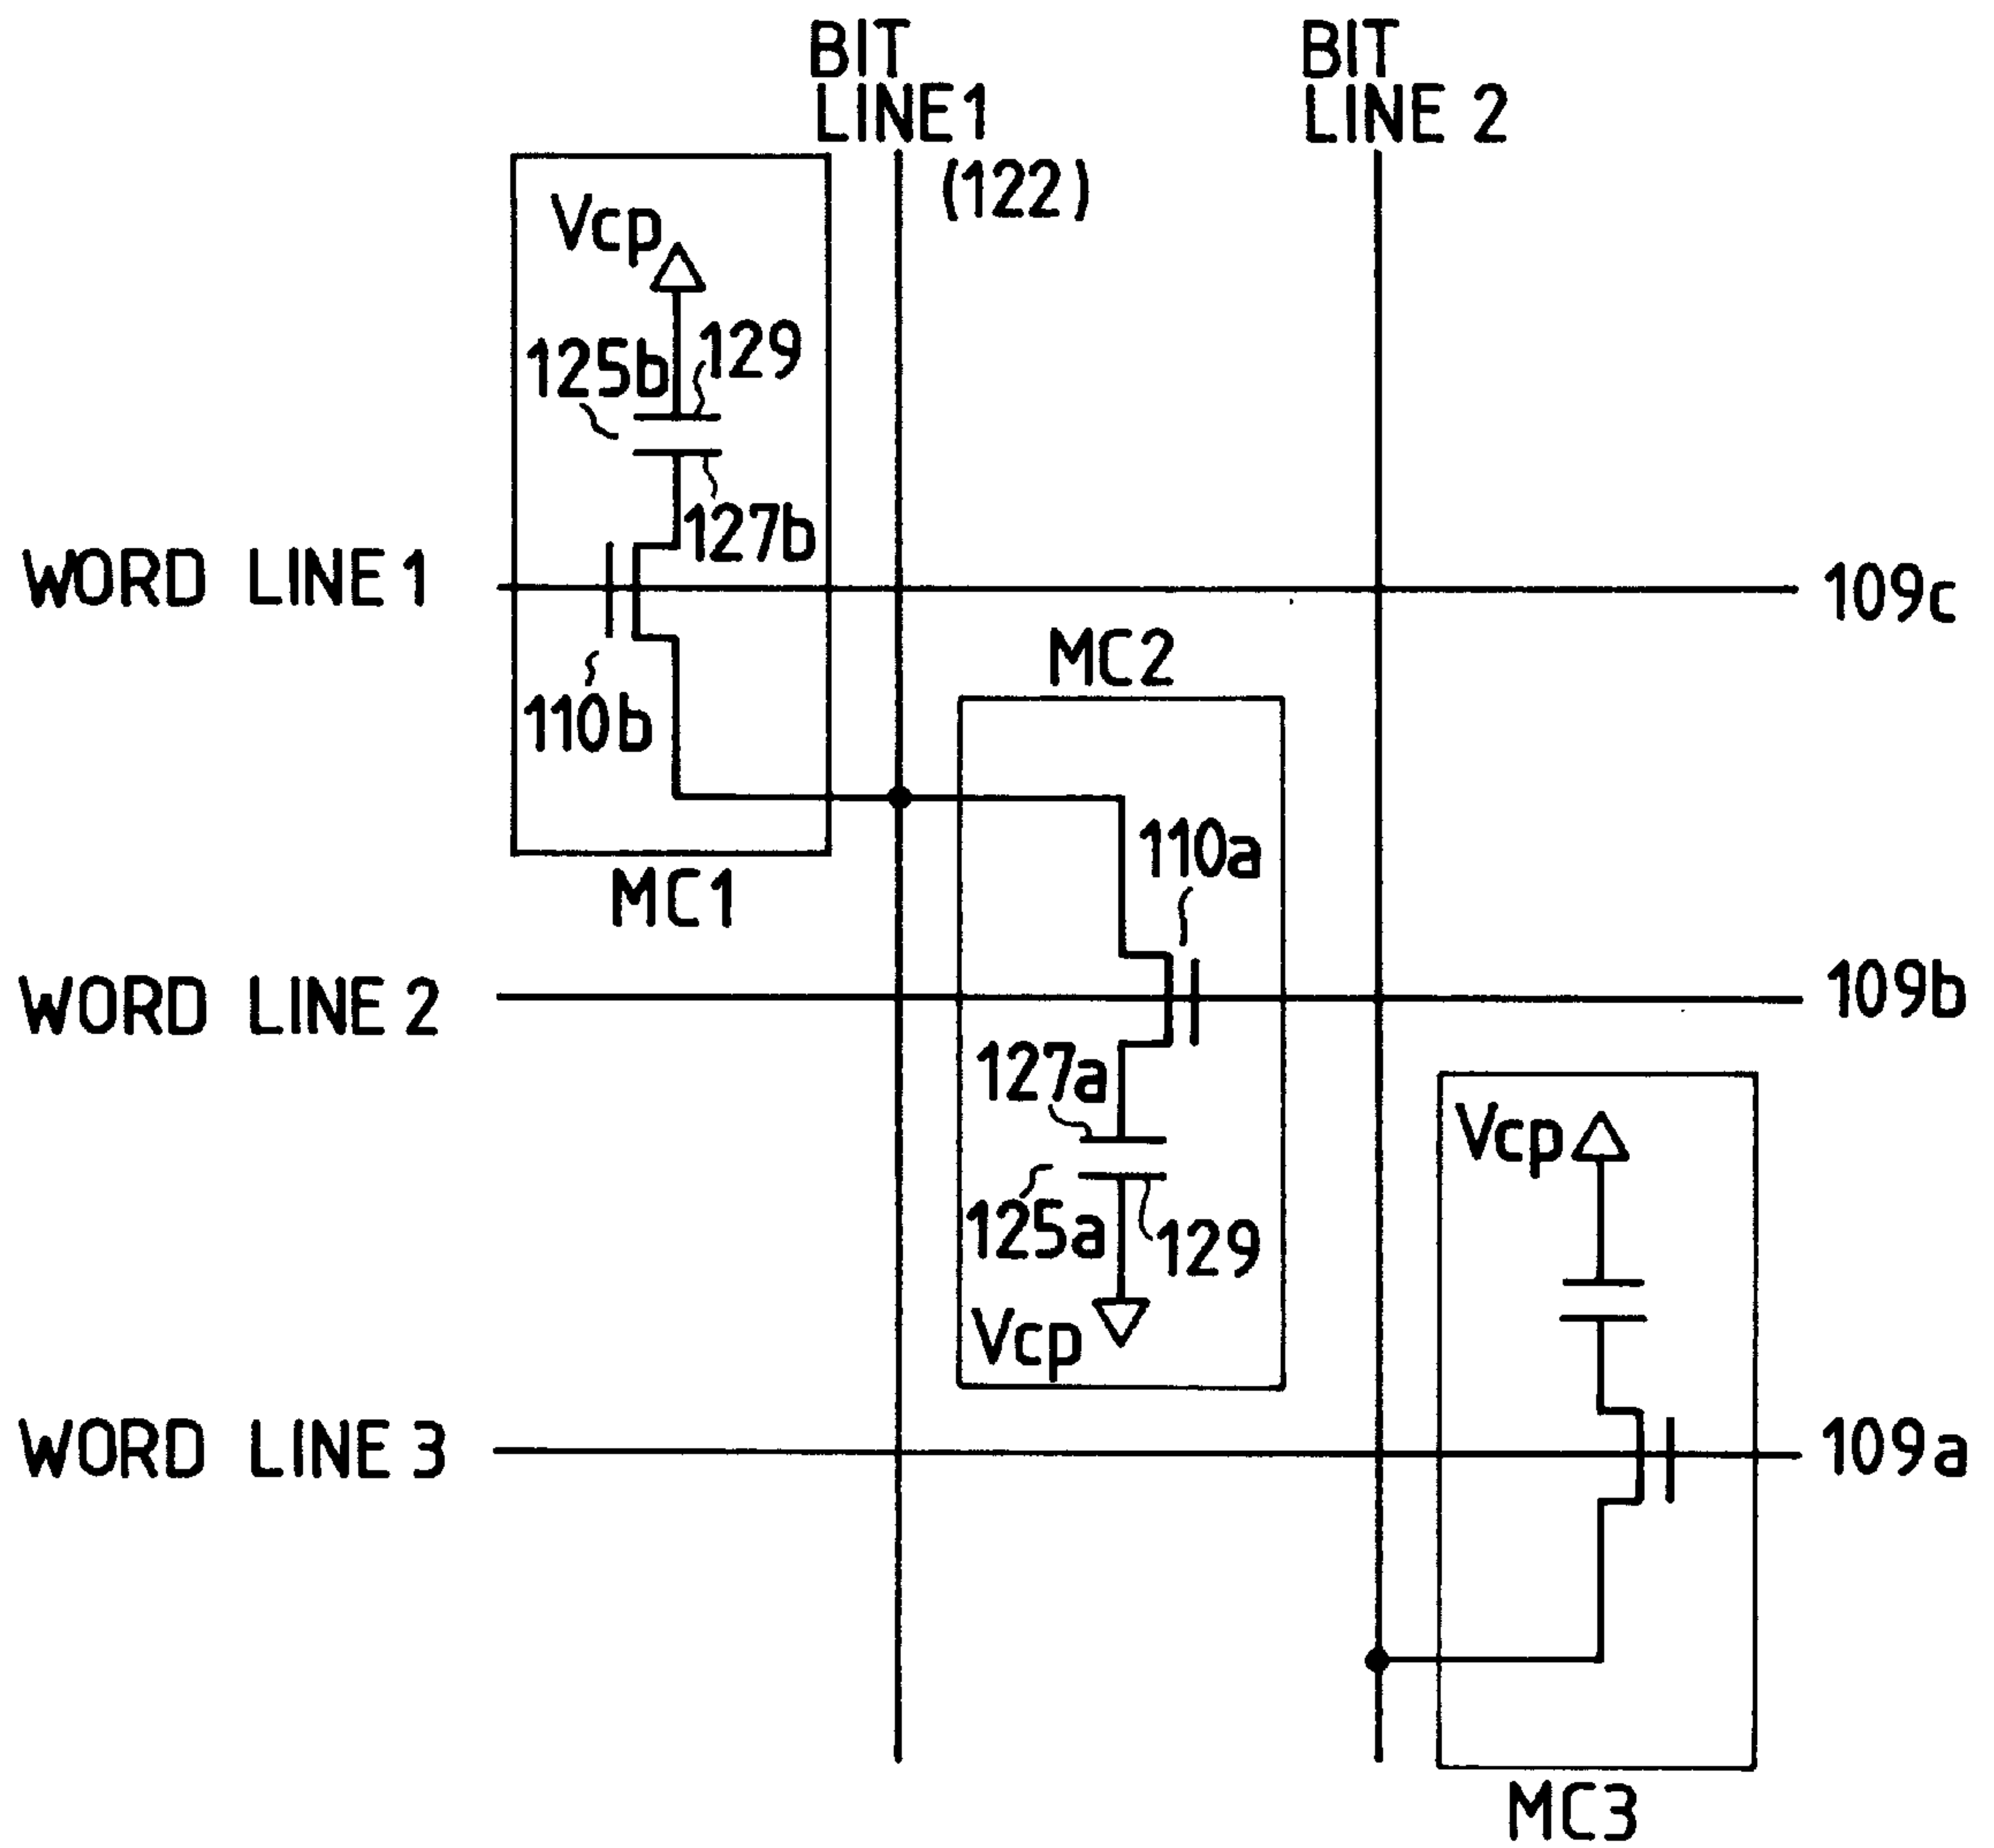 BIT
LINE1
(122)
BIT
LINE 2
Vcp
125b
129
127b
WORD LINE 1
109c
110b
MC1
MC2
110a
WORD LINE 2
109b
127a
125a
129
Vcp
Vcp
WORD LINE 3
109a
MC3